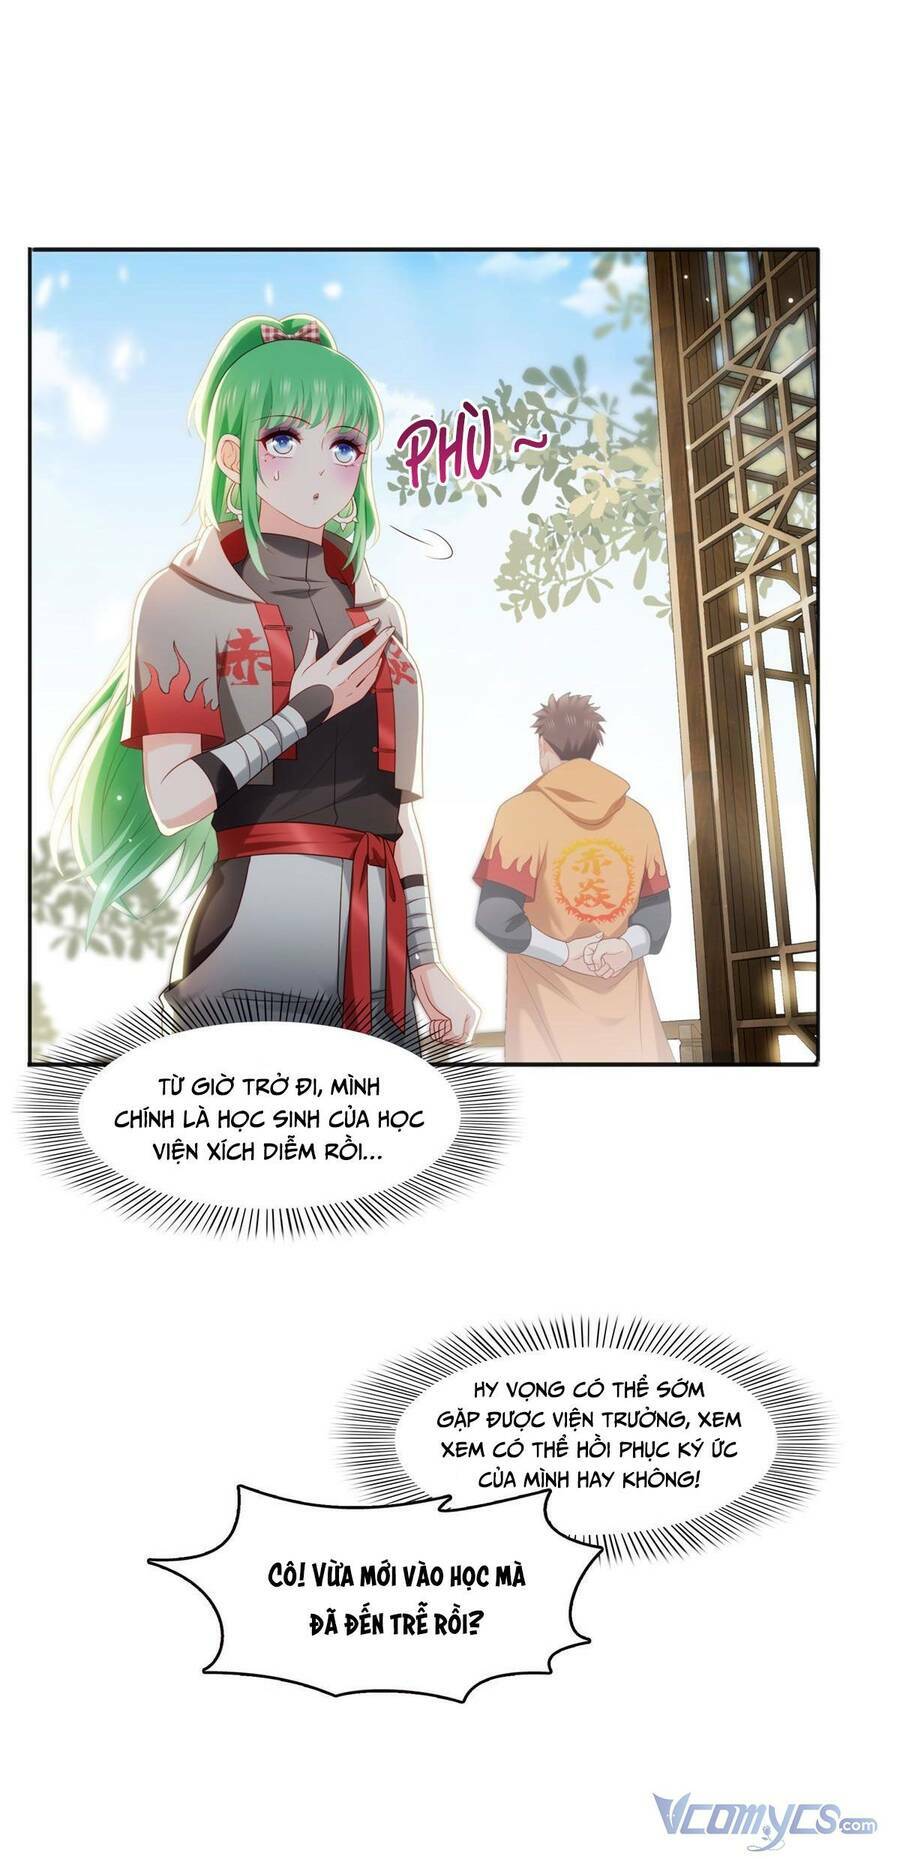 PHÙ ~
赤
焱
赤
焱
TỪ GIỜ TRỞ ĐI, MÌNH
CHÍNH LÀ HỌC SINH CỦA HỌC
VIỆN XÍCH DIỄM RỒI...
HY VỌNG CÓ THỂ SỚM
GẶP ĐƯỢC VIỆN TRƯỞNG, XEM
XEM CÓ THỂ HỒI PHỤC KÝ ỨC
CỦA MÌNH HAY KHÔNG!
CÔ! VỪA MỚI VÀO HỌC MÀ
ĐÃ ĐẾN TRỄ RỒI?
VCOMYCS.com